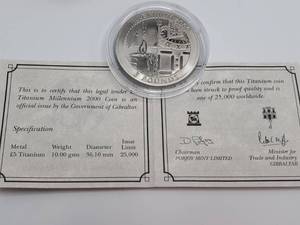 5 POUNDS
This is to certify that this legal tender
Titanium Millennium 2000 Coin is an
official issue by the Government of Gibraltar.
Specification
Metal Weight Diameter Issue Limit
£5 Titanium 10.00 gms 36.10 mm 25,000
confirm that this Titanium coin
been struck to proof quality and is
one of 25,000 worldwide.
Chairman
POBJOY MINT LIMITED
Minister for
Trade and Industry
GIBRALTAR